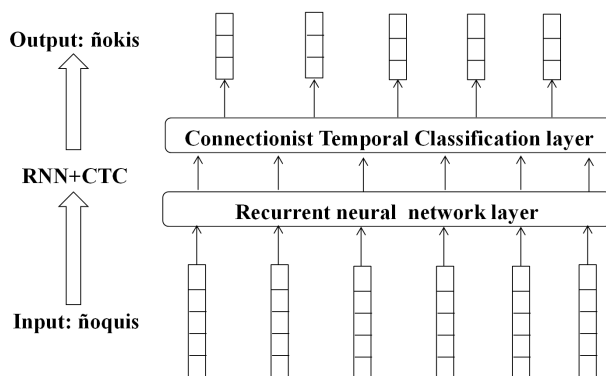 Output: ñokis
Connectionist Temporal Classification layer
RNN+CTC
Recurrent neural network layer
Input: ñoquis